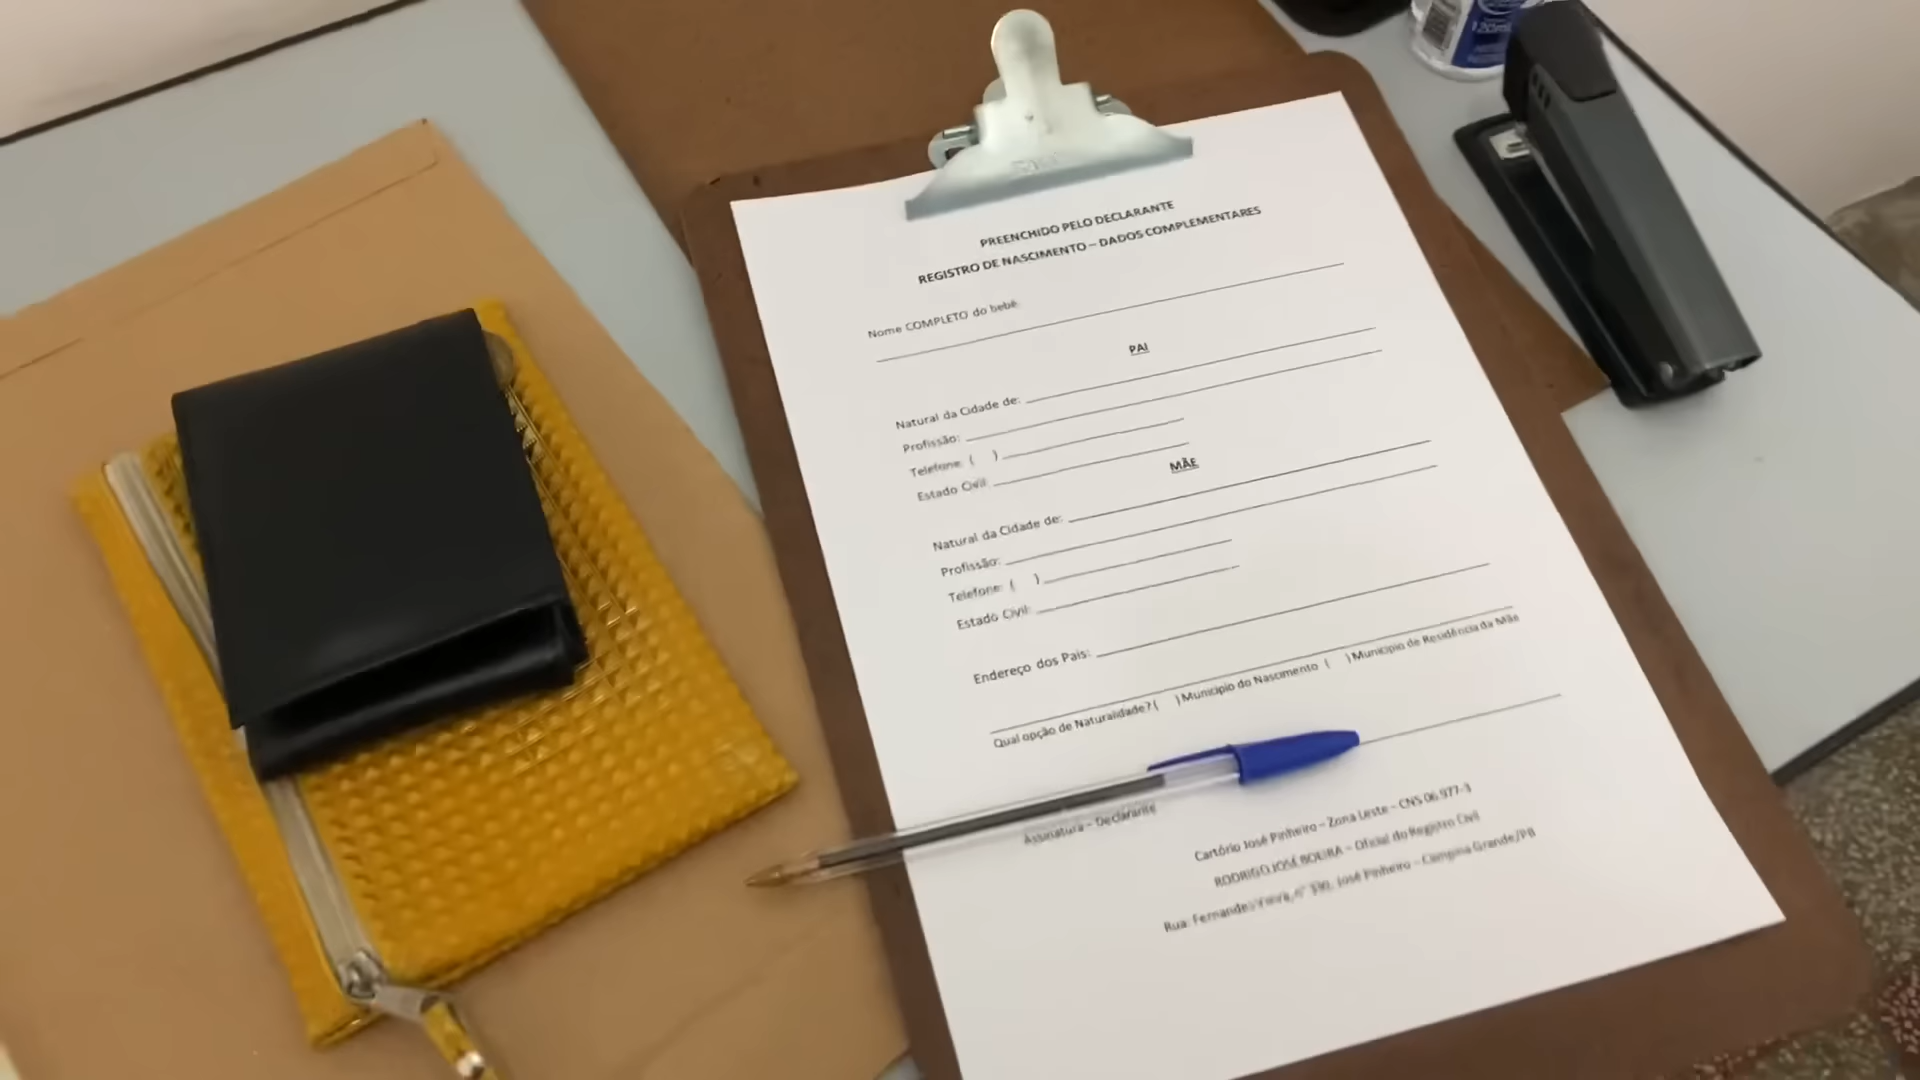 PREENCHIDO PELO DECLARANTE
REGISTRO DE NASCIMENTO – DADOS COMPLEMENTARES
Nome COMPLETO do bebê
PAI
Natural da Cidade de:
Profissão:
Telefone: ( )
Estado Civil:
MÃE
Natural da Cidade de:
Profissão:
Telefone: ( )
Estado Civil:
Endereço dos Pais:
Qual opção de Naturalidade? ( ) Município do Nascimento ( ) Município de Residência da Mãe
Assinatura – Declarante
Cartório José Pinheiro – Zona Leste – CNS 06.977-3
RODRIGO JOSÉ – Oficial do Registro Civil
Rua: José Pinheiro – Campina Grande/PB